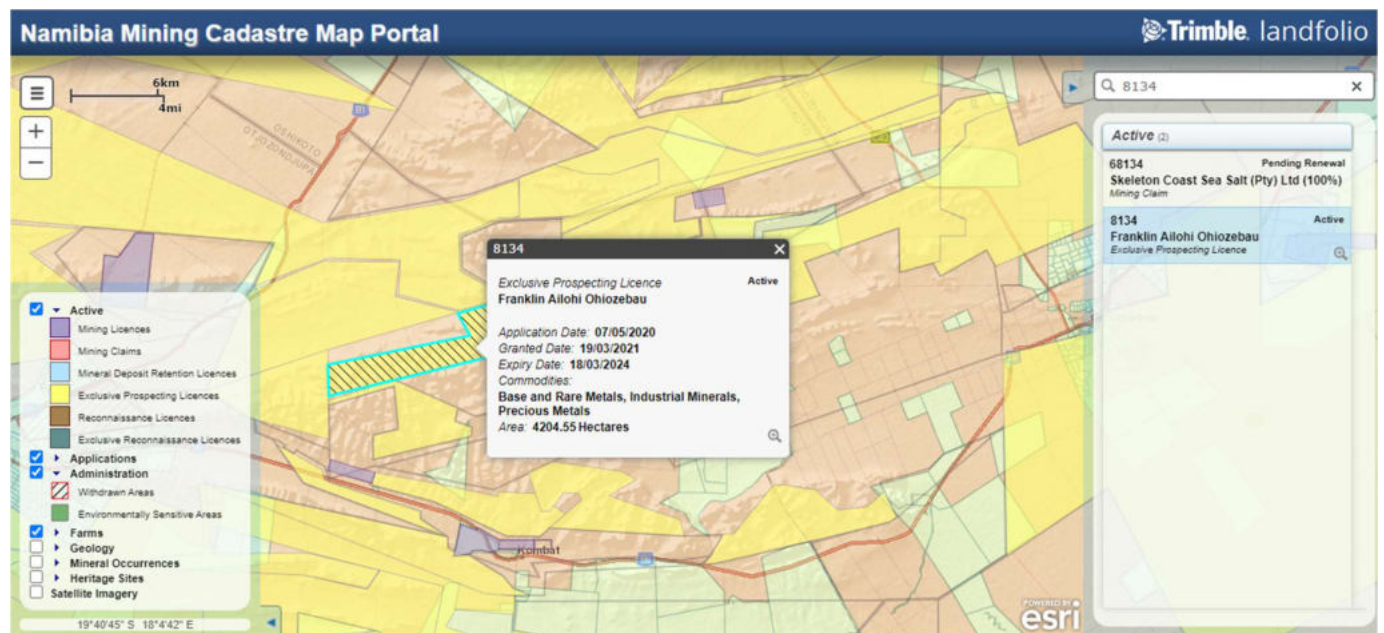 Namibia Mining Cadastre Map Portal
Trimble. landfolio
6km
4mi
OSHIKOTO
OTJOZONDJUPA
8134
Active (2)
68134 Pending Renewal
Skeleton Coast Sea Salt (Pty) Ltd (100%)
Mining Claim
8134 Active
Franklin Ailohi Ohiozebau
Exclusive Prospecting Licence
8134
Exclusive Prospecting Licence Active
Franklin Ailohi Ohiozebau
Application Date: 07/05/2020
Granted Date: 19/03/2021
Expiry Date: 18/03/2024
Commodities:
Base and Rare Metals, Industrial Minerals,
Precious Metals
Area: 4204.55 Hectares
Active
Mining Licences
Mining Claims
Mineral Deposit Retention Licences
Exclusive Prospecting Licences
Reconnaissance Licences
Exclusive Reconnaissance Licences
Applications
Administration
Withdrawn Areas
Environmentally Sensitive Areas
Farms
Geology
Mineral Occurrences
Heritage Sites
Satellite Imagery
Kombat
19°40'45" S 18°4'42" E
POWERED BY
esri